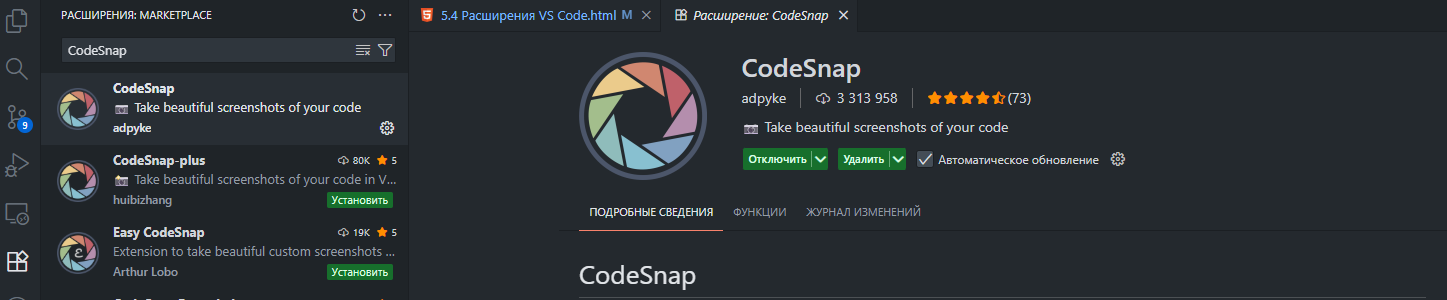 РАСШИРЕНИЯ: MARKETPLACE
CodeSnap
CodeSnap
Take beautiful screenshots of your code
adpyke
CodeSnap-plus 80K 5
Take beautiful screenshots of your code in V...
huibizhang Установить
Easy CodeSnap 19K 5
Extension to take beautiful custom screenshots ...
Arthur Lobo Установить
9
5.4 Расширения VS Code.html M
Расширение: CodeSnap
CodeSnap
adpyke 3 313 958 (73)
Take beautiful screenshots of your code
Отключить Удалить Автоматическое обновление
ПОДРОБНЫЕ СВЕДЕНИЯ ФУНКЦИИ ЖУРНАЛ ИЗМЕНЕНИЙ
CodeSnap